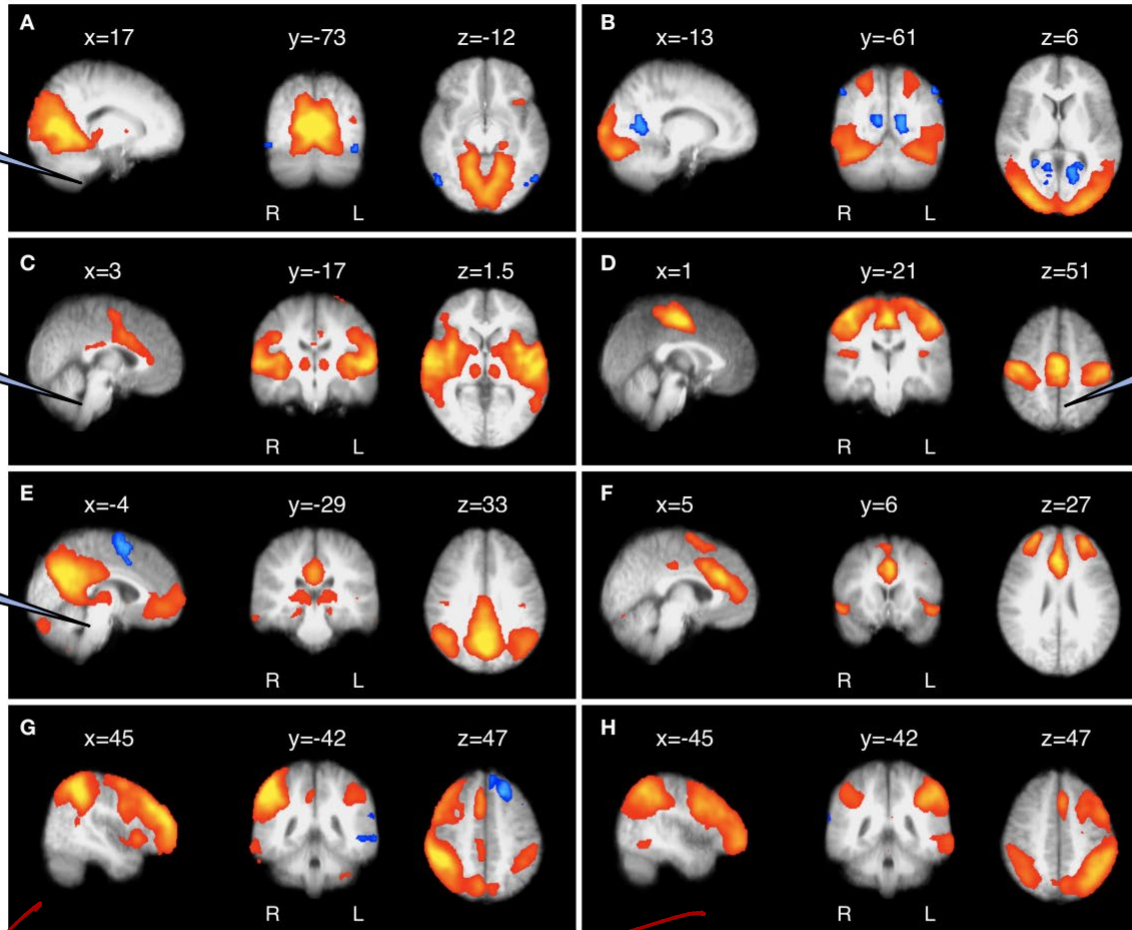 A x=17 y=-73 z=-12
R L
B x=-13 y=-61 z=6
R L
C x=3 y=-17 z=1.5
R L
D x=1 y=-21 z=51
R L
E x=-4 y=-29 z=33
R L
F x=5 y=6 z=27
R L
G x=45 y=-42 z=47
R L
H x=-45 y=-42 z=47
R L